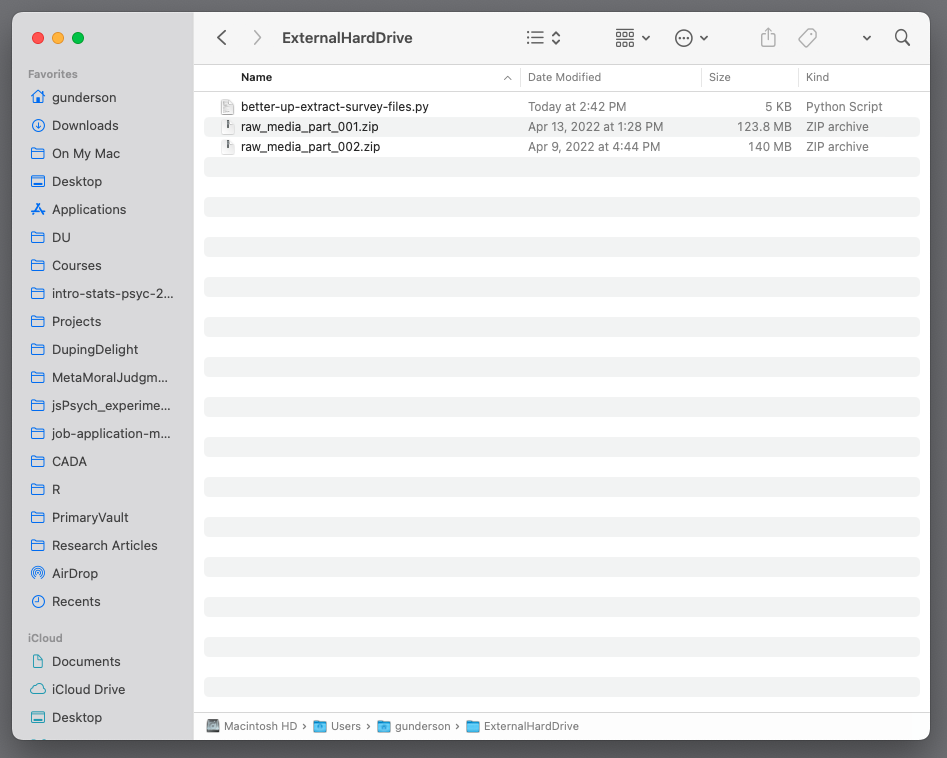 ExternalHardDrive
Favorites
gunderson
Downloads
On My Mac
Desktop
Applications
DU
Courses
intro-stats-psyc-2...
Projects
DupingDelight
MetaMoralJudgm...
jsPsych_experime...
job-application-m...
CADA
R
PrimaryVault
Research Articles
AirDrop
Recents
iCloud
Documents
iCloud Drive
Desktop
Name Date Modified Size Kind
better-up-extract-survey-files.py Today at 2:42 PM 5 KB Python Script
raw_media_part_001.zip Apr 13, 2022 at 1:28 PM 123.8 MB ZIP archive
raw_media_part_002.zip Apr 9, 2022 at 4:44 PM 140 MB ZIP archive
Macintosh HD › Users › gunderson › ExternalHardDrive